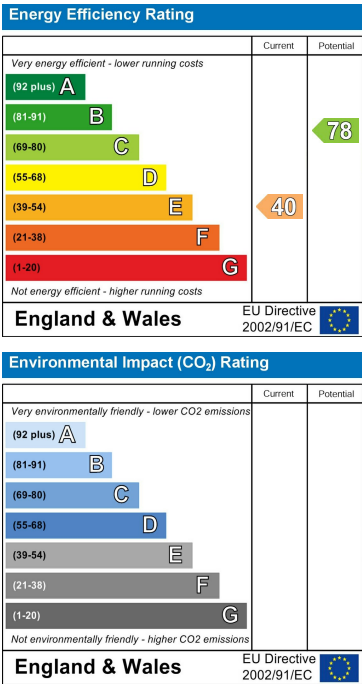 Energy Efficiency Rating
Current Potential
Very energy efficient - lower running costs
(92 plus) A
(81-91) B
(69-80) C
(55-68) D
(39-54) E
(21-38) F
(1-20) G
78
40
Not energy efficient - higher running costs
England & Wales
EU Directive
2002/91/EC
Environmental Impact (CO₂) Rating
Current Potential
Very environmentally friendly - lower CO2 emissions
(92 plus) A
(81-91) B
(69-80) C
(55-68) D
(39-54) E
(21-38) F
(1-20) G
Not environmentally friendly - higher CO2 emissions
England & Wales
EU Directive
2002/91/EC